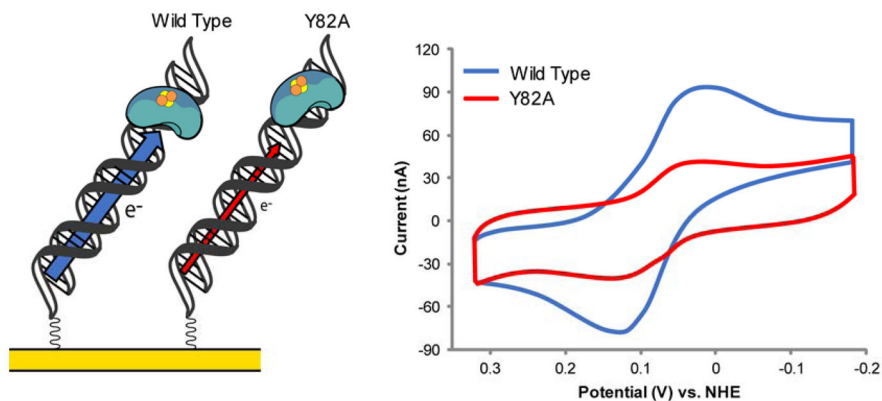 Wild Type
Y82A
e-
e-
Wild Type
Y82A
120
90
60
30
0
-30
-60
-90
Current (nA)
0.3
0.2
0.1
0
-0.1
-0.2
Potential (V) vs. NHE